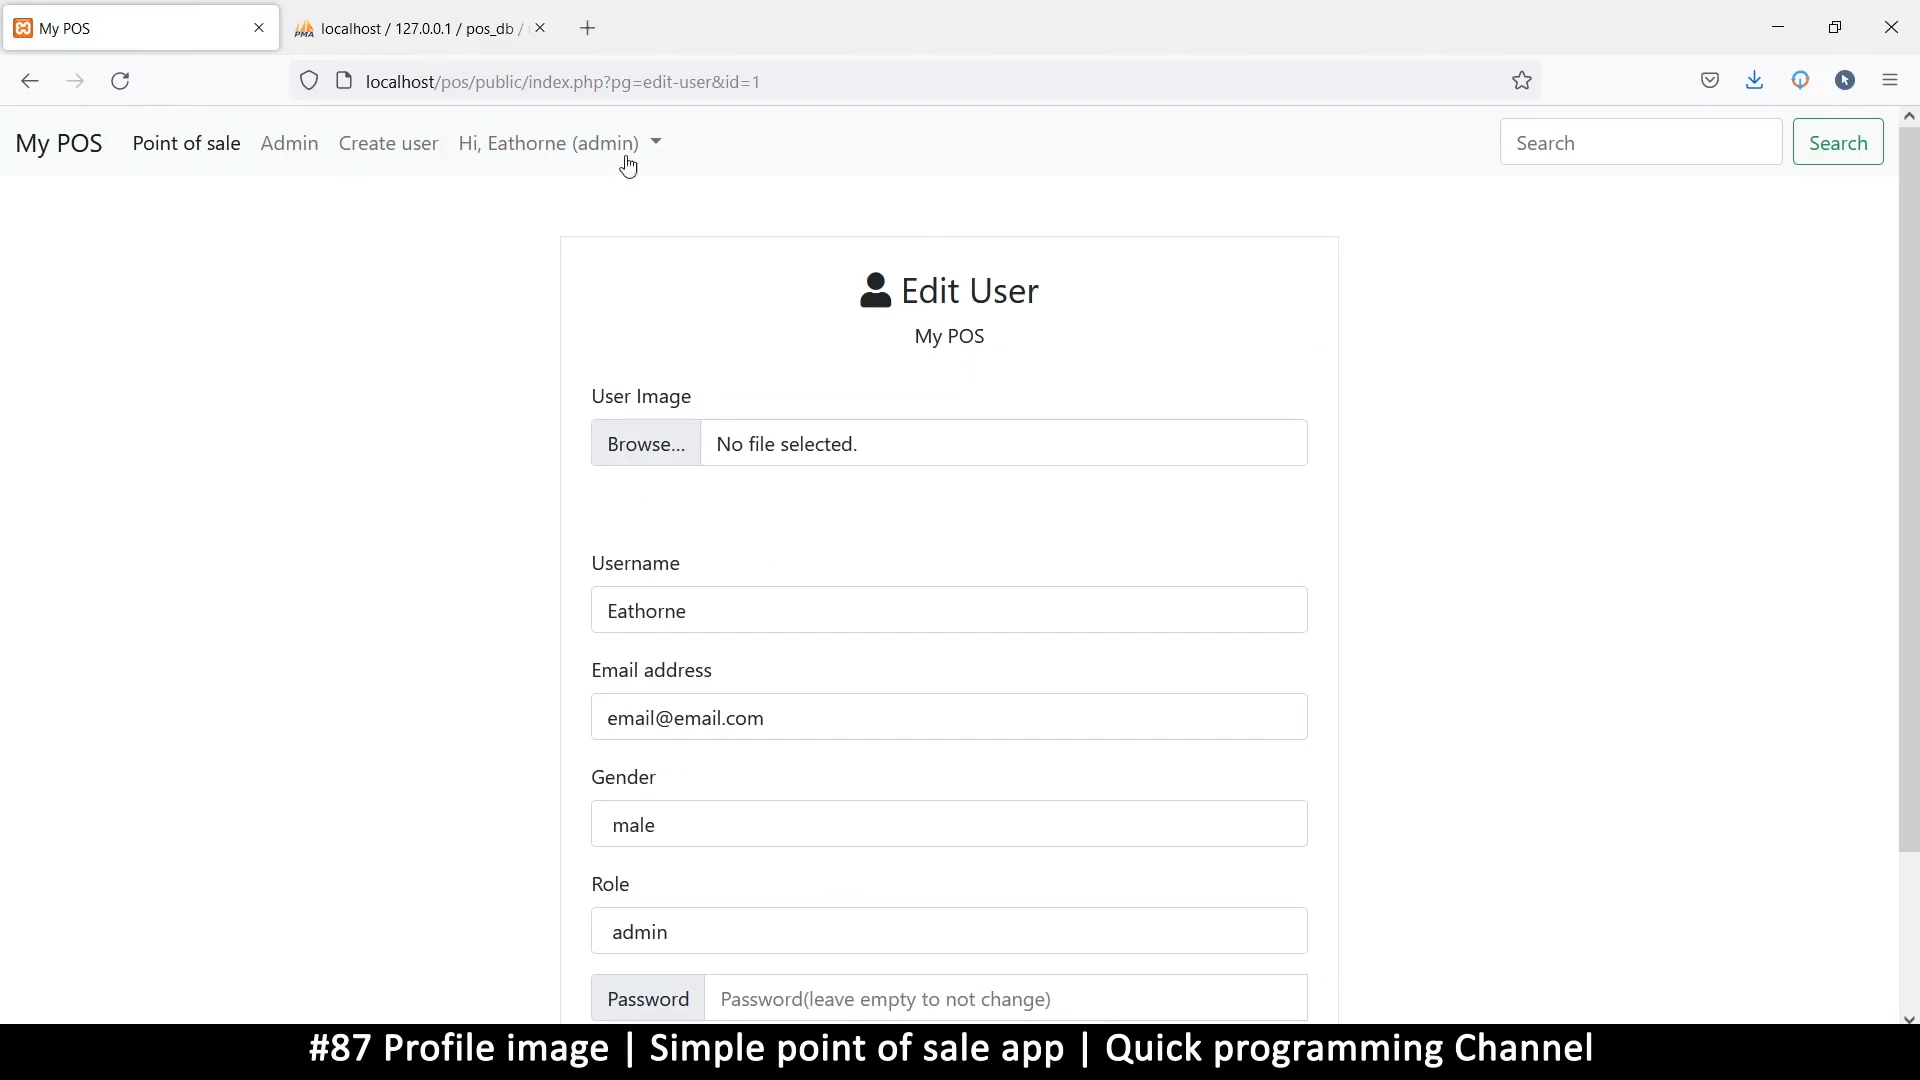 My POS
localhost / 127.0.0.1 / pos_db /
localhost/pos/public/index.php?pg=edit-user&id=1
My POS Point of sale Admin Create user Hi, Eathorne (admin) Search Search
Edit User
My POS
User Image
Browse... No file selected.
Username
Eathorne
Email address
email@email.com
Gender
male
Role
admin
Password Password(leave empty to not change)
#87 Profile image | Simple point of sale app | Quick programming Channel